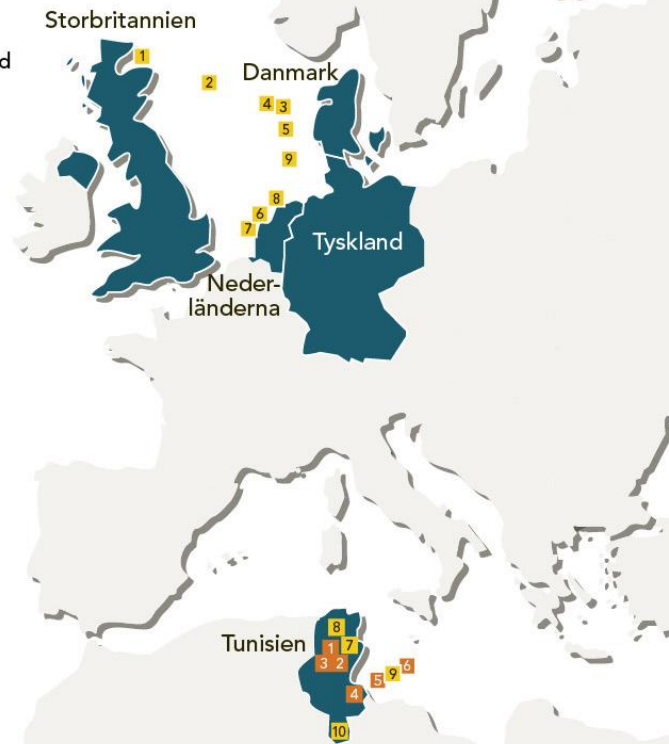 Storbritannien
d
1
2
Danmark
4 3
5
9
8
6
7
Tyskland
Neder-
länderna
Tunisien
8
1 7
3 2
6
9
5
4
10